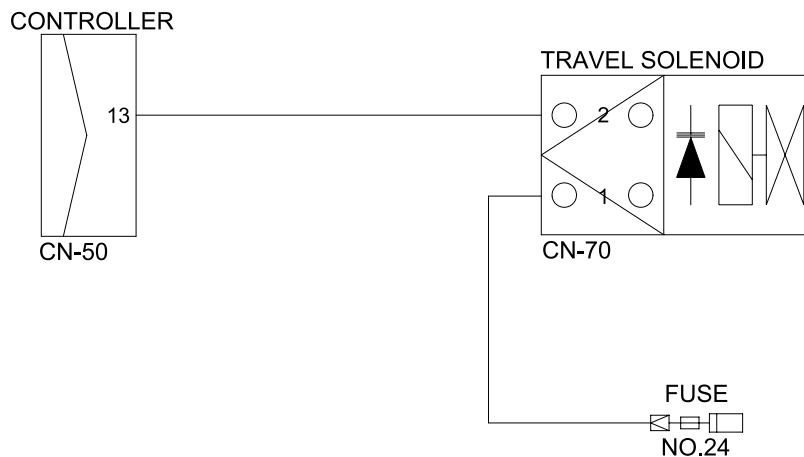 CONTROLLER
TRAVEL SOLENOID
13
2
1
CN-50
CN-70
FUSE
NO.24